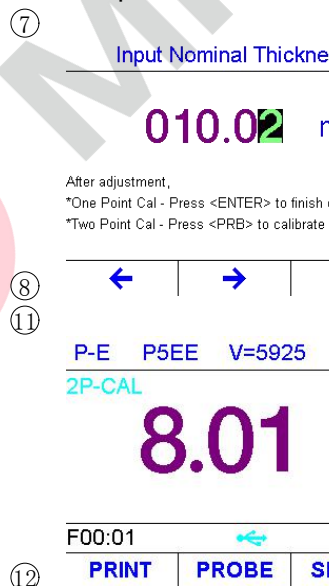 ⑦
Input Nominal Thickne
010.02
After adjustment,
*One Point Cal - Press <ENTER> to finish
*Two Point Cal - Press <PRB> to calibrate
⑧
← →
⑪
P-E P5EE V=5925
2P-CAL
8.01
F00:01
⑫
PRINT PROBE